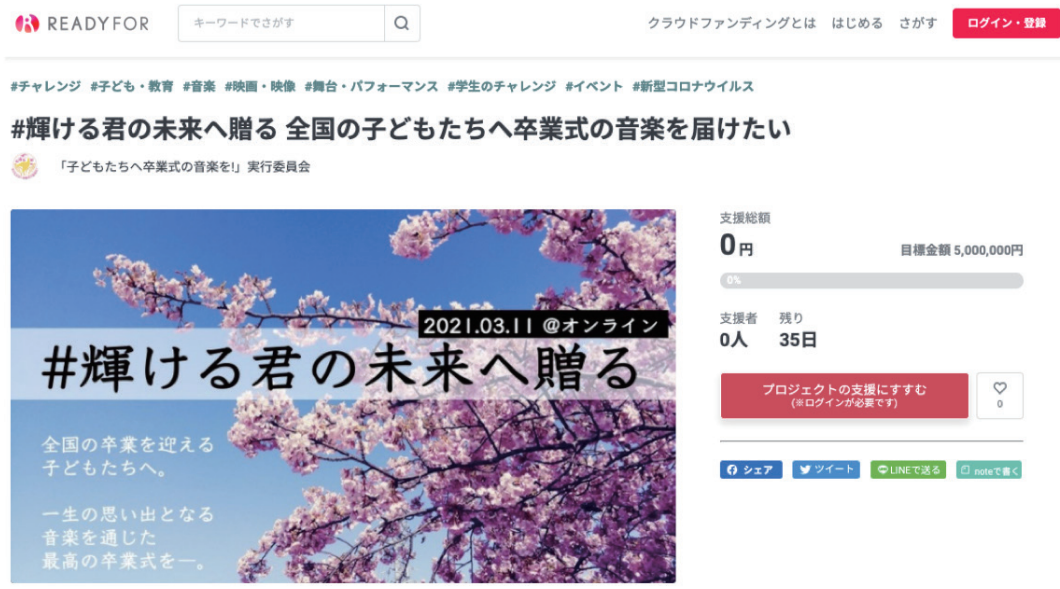 READYFOR
キーワードでさがす
クラウドファンディングとは はじめる さがす ログイン・登録
#チャレンジ #子ども・教育 #音楽 #映画・映像 #舞台・パフォーマンス #学生のチャレンジ #イベント #新型コロナウイルス
#輝ける君の未来へ贈る 全国の子どもたちへ卒業式の音楽を届けたい
「子どもたちへ卒業式の音楽を!」実行委員会
2021.03.11 @オンライン
#輝ける君の未来へ贈る
全国の卒業を迎える
子どもたちへ。
一生の思い出となる
音楽を通じた
最高の卒業式を―。
支援総額
0円
目標金額 5,000,000円
0%
支援者 残り
0人 35日
プロジェクトの支援にすすむ
(※ログインが必要です)
0
シェア ツイート LINEで送る noteで書く